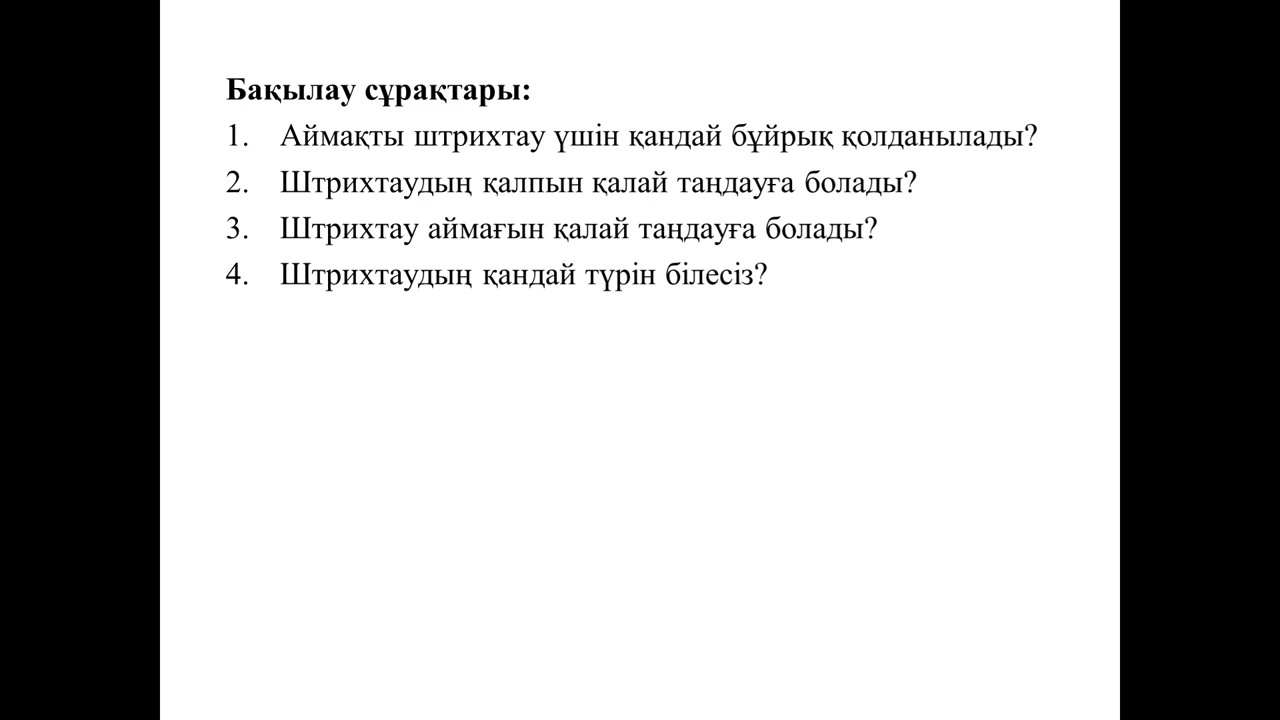 Бақылау сұрақтары:
1. Аймақты штрихтау үшін қандай бұйрық қолданылады?
2. Штрихтаудың қалпын қалай таңдауға болады?
3. Штрихтау аймағын қалай таңдауға болады?
4. Штрихтаудың қандай түрін білесіз?